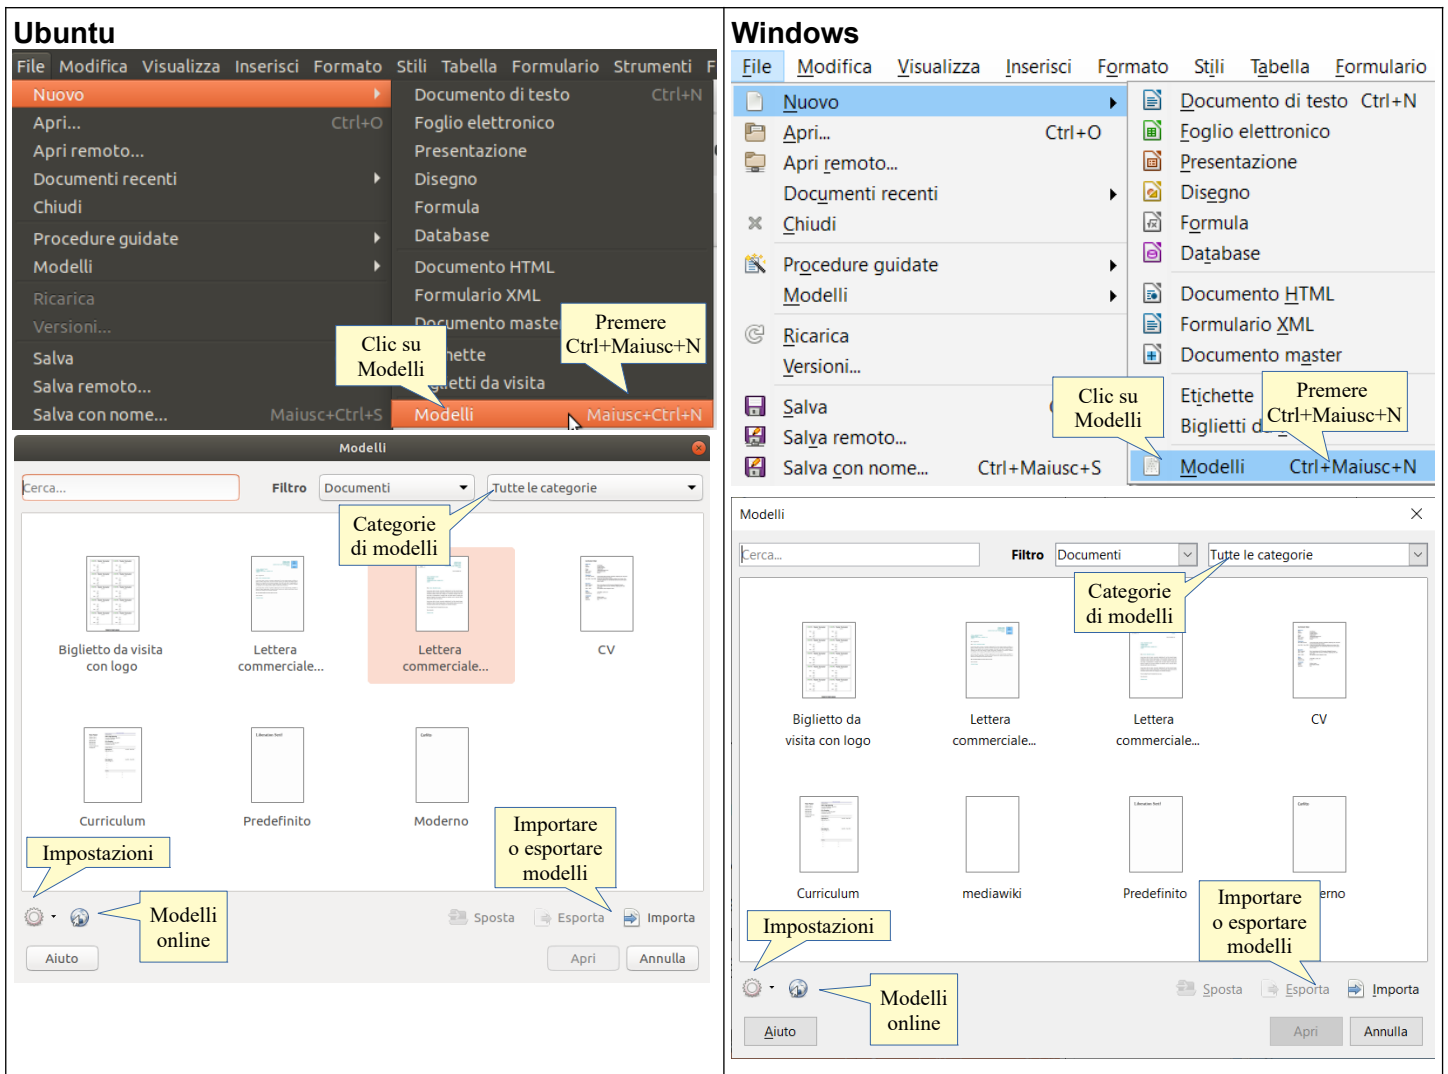 Ubuntu
File Modifica Visualizza Inserisci Formato Stili Tabella Formulario Strumenti F
Nuovo
Apri... Ctrl+O
Apri remoto...
Documenti recenti
Chiudi
Procedure guidate
Modelli
Ricarica
Versioni...
Salva
Salva remoto...
Salva con nome... Maiusc+Ctrl+S
Documento di testo Ctrl+N
Foglio elettronico
Presentazione
Disegno
Formula
Database
Documento HTML
Formulario XML
Documento master
hette
glietti da visita
Modelli Maiusc+Ctrl+N
Clic su
Modelli
Premere
Ctrl+Maiusc+N
Modelli
Cerca...
Filtro
Documenti
Tutte le categorie
Categorie
di modelli
Biglietto da visita
con logo
Lettera
commerciale...
Lettera
commerciale...
CV
Curriculum
Predefinito
Moderno
Impostazioni
Modelli
online
Importare
o esportare
modelli
Sposta
Esporta
Importa
Aiuto
Apri
Annulla
Windows
File Modifica Visualizza Inserisci Formato Stili Tabella Formulario
Nuovo
Apri... Ctrl+O
Apri remoto...
Documenti recenti
Chiudi
Procedure guidate
Modelli
Ricarica
Versioni...
Salva
Salva remoto...
Salva con nome... Ctrl+Maiusc+S
Documento di testo Ctrl+N
Foglio elettronico
Presentazione
Disegno
Formula
Database
Documento HTML
Formulario XML
Documento master
Etichette
Biglietti d
Modelli Ctrl+Maiusc+N
Clic su
Modelli
Premere
Ctrl+Maiusc+N
Modelli
Cerca...
Filtro
Documenti
Tutte le categorie
Categorie
di modelli
Biglietto da
visita con logo
Lettera
commerciale...
Lettera
commerciale...
CV
Curriculum
mediawiki
Predefinito
erno
Impostazioni
Modelli
online
Importare
o esportare
modelli
Sposta
Esporta
Importa
Aiuto
Apri
Annulla